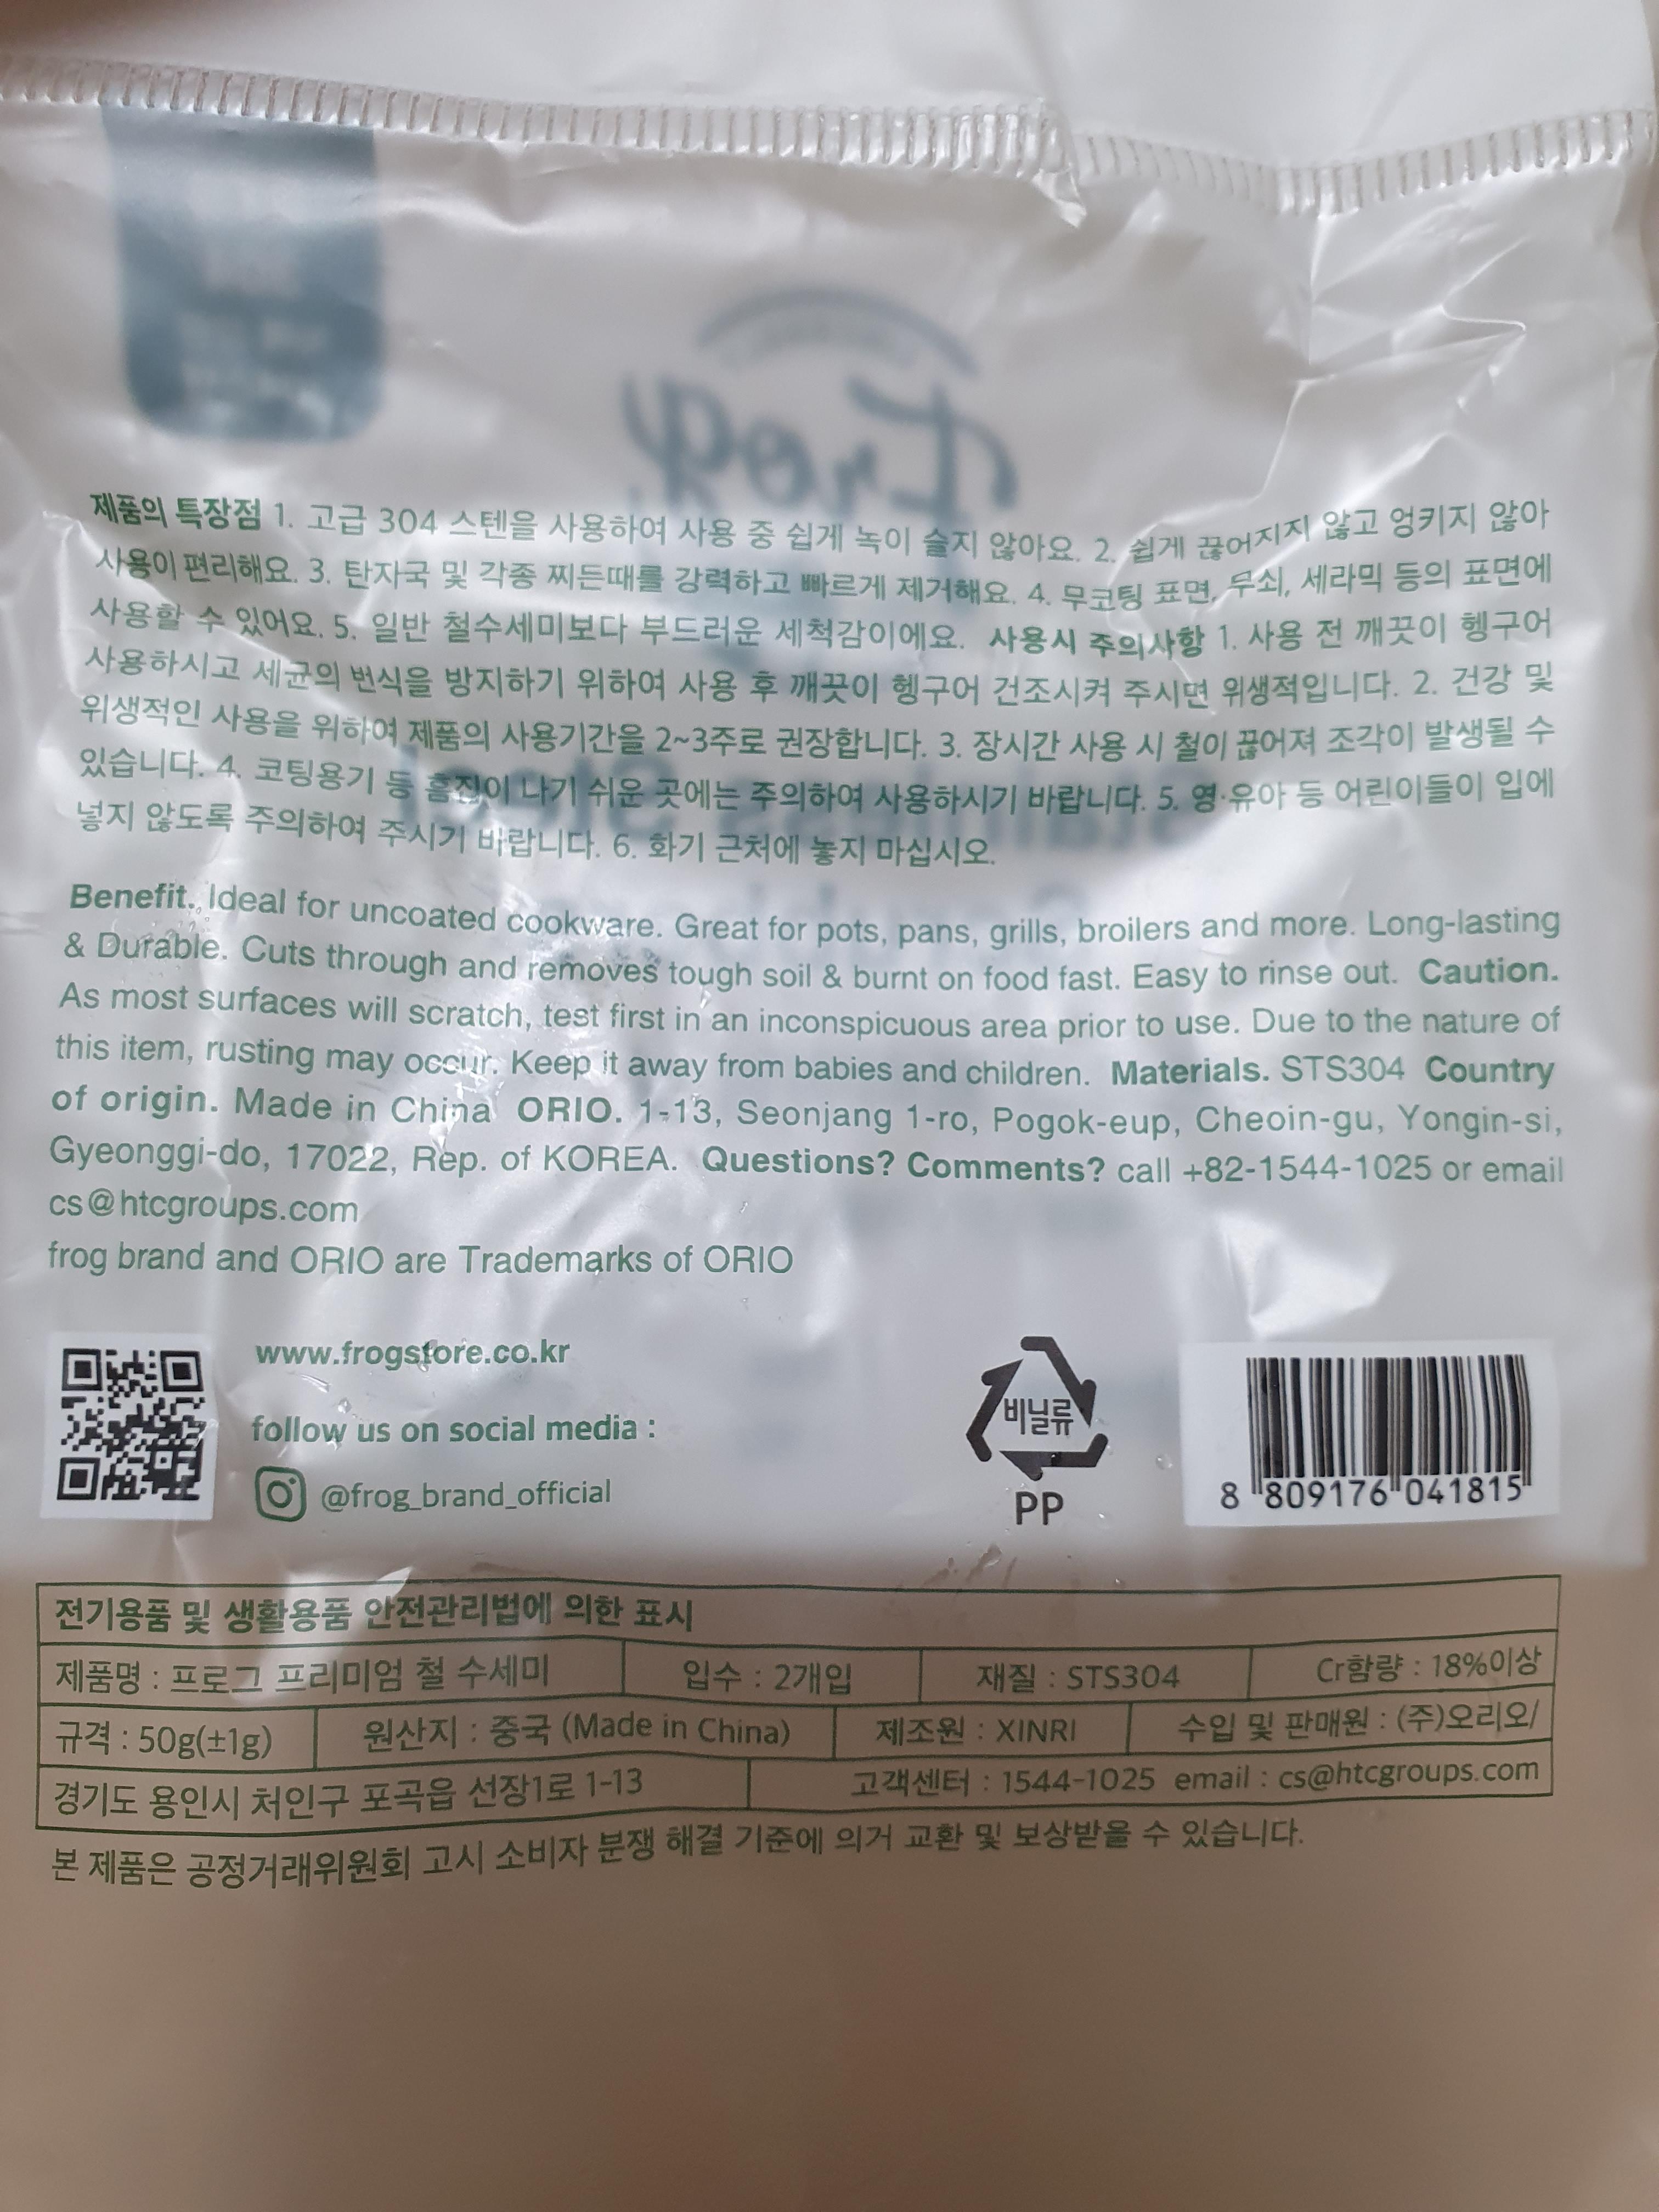 제품의 특장점 1. 고급 304 스텐을 사용하여 사용 중 쉽게 녹이 슬지 않아요. 2. 쉽게 끊어지지 않고 엉키지 않아
사용이 편리해요. 3. 탄자국 및 각종 찌든때를 강력하고 빠르게 제거해요. 4. 무코팅 표면, 무쇠, 세라믹 등의 표면에
사용할 수 있어요. 5. 일반 철수세미보다 부드러운 세척감이에요. 사용시 주의사항 1. 사용 전 깨끗이 헹구어
사용하시고 세균의 번식을 방지하기 위하여 사용 후 깨끗이 헹구어 건조시켜 주시면 위생적입니다. 2. 건강 및
위생적인 사용을 위하여 제품의 사용기간을 2~3주로 권장합니다. 3. 장시간 사용 시 철이 끊어져 조각이 발생될 수
있습니다. 4. 코팅용기 등 흠집이 나기 쉬운 곳에는 주의하여 사용하시기 바랍니다. 5. 영·유아 등 어린이들이 입에
넣지 않도록 주의하여 주시기 바랍니다. 6. 화기 근처에 놓지 마십시오.
Benefit. Ideal for uncoated cookware. Great for pots, pans, grills, broilers and more. Long-lasting
& Durable. Cuts through and removes tough soil & burnt on food fast. Easy to rinse out. Caution.
As most surfaces will scratch, test first in an inconspicuous area prior to use. Due to the nature of
this item, rusting may occur. Keep it away from babies and children. Materials. STS304 Country
of origin. Made in China ORIO. 1-13, Seonjang 1-ro, Pogok-eup, Cheoin-gu, Yongin-si,
Gyeonggi-do, 17022, Rep. of KOREA. Questions? Comments? call +82-1544-1025 or email
cs@htcgroups.com
frog brand and ORIO are Trademarks of ORIO
www.frogstore.co.kr
follow us on social media :
@frog_brand_official
비닐류
PP
8 809176 041815
전기용품 및 생활용품 안전관리법에 의한 표시
제품명 : 프로그 프리미엄 철 수세미 입수 : 2개입 재질 : STS304 Cr함량 : 18%이상
규격 : 50g(±1g) 원산지 : 중국 (Made in China) 제조원 : XINRI 수입 및 판매원 : (주)오리오/
경기도 용인시 처인구 포곡읍 선장1로 1-13 고객센터 : 1544-1025 email : cs@htcgroups.com
본 제품은 공정거래위원회 고시 소비자 분쟁 해결 기준에 의거 교환 및 보상받을 수 있습니다.